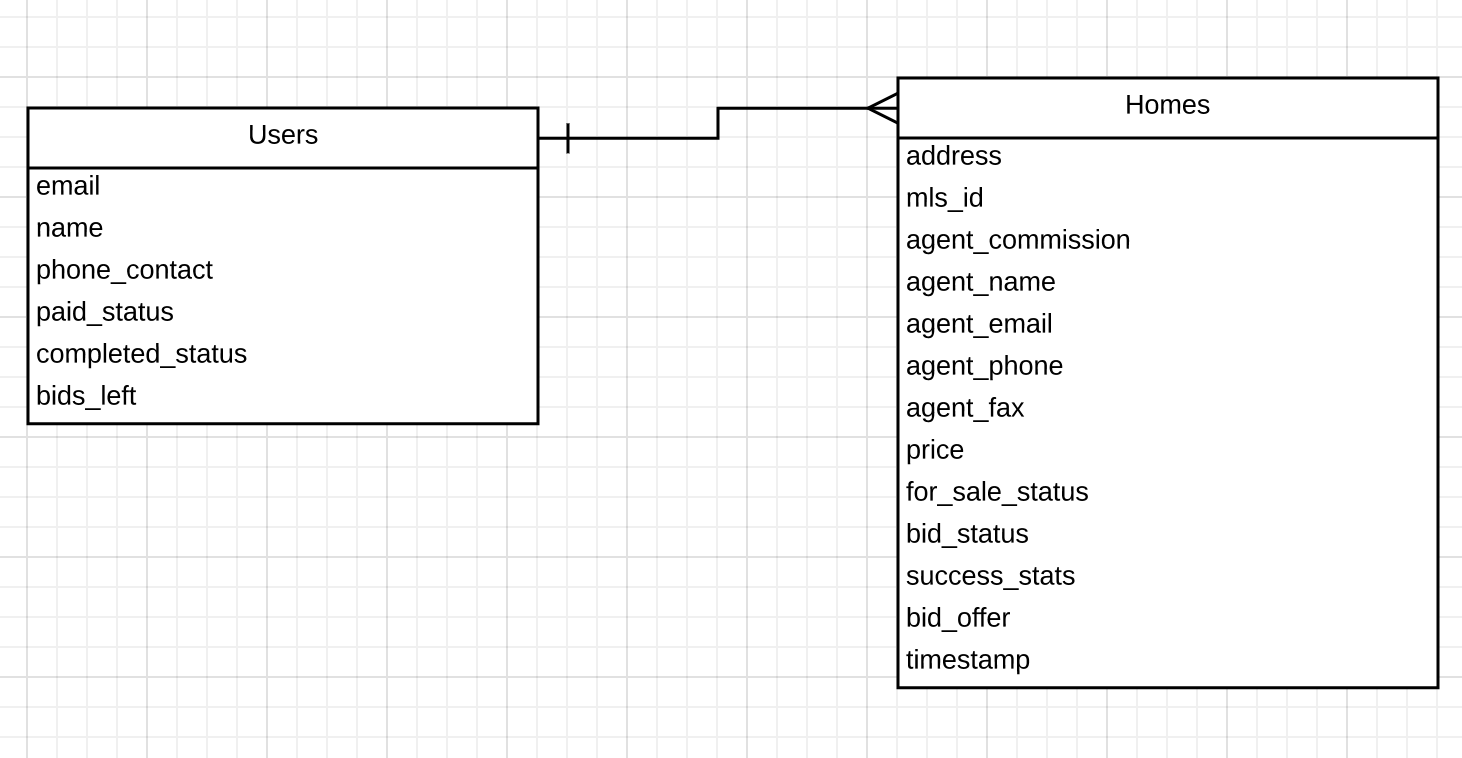 Users
email
name
phone_contact
paid_status
completed_status
bids_left
Homes
address
mls_id
agent_commission
agent_name
agent_email
agent_phone
agent_fax
price
for_sale_status
bid_status
success_stats
bid_offer
timestamp